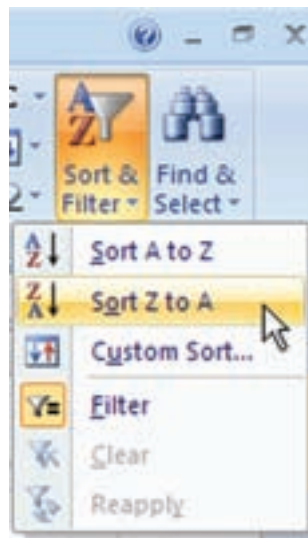 Sort & Filter
Find & Select
Sort A to Z
Sort Z to A
Custom Sort...
Filter
Clear
Reapply